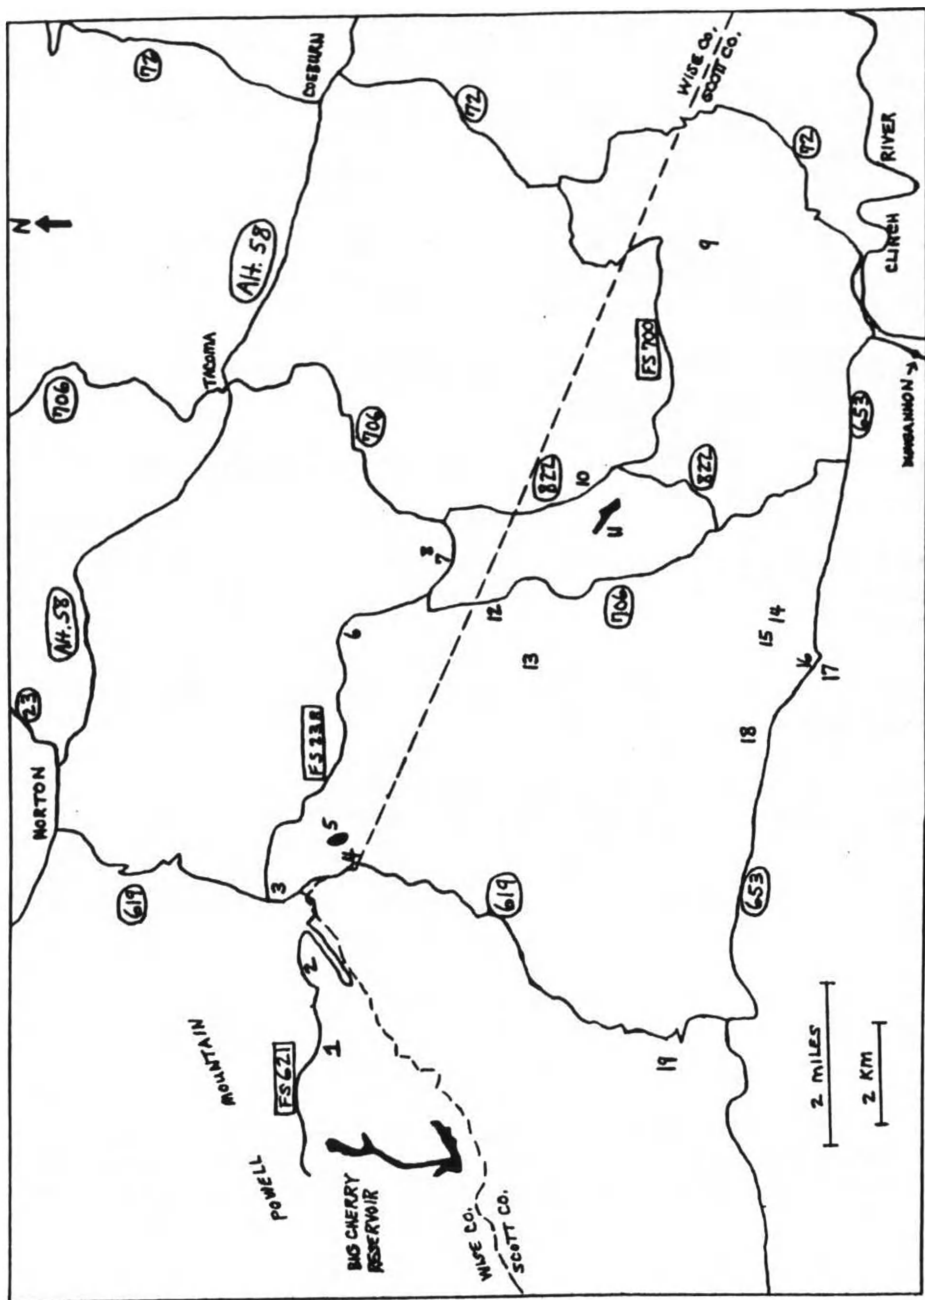 NORTON
23
Alt. 58
706
TACOMA
Alt. 58
N
COEBURN
72
619
POWELL
MOUNTAIN
FS 621
BIG CHERRY
RESERVOIR
1
2
3
4
5
FS 238
6
7
8
706
72
WISE CO.
SCOTT CO.
WISE CO.
SCOTT CO.
619
12
13
706
11
10
822
822
FS 700
9
72
19
653
18
15
14
16
17
653
DUNGANNON
CLINCH
RIVER
2 MILES
2 KM